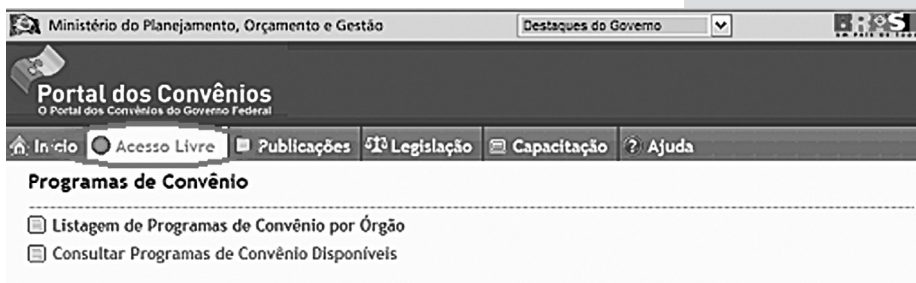 Ministério do Planejamento, Orçamento e Gestão Destaques do Governo
Portal dos Convênios
O Portal dos Convênios do Governo Federal
Início Acesso Livre Publicações Legislação Capacitação Ajuda
Programas de Convênio
Listagem de Programas de Convênio por Órgão
Consultar Programas de Convênio Disponíveis